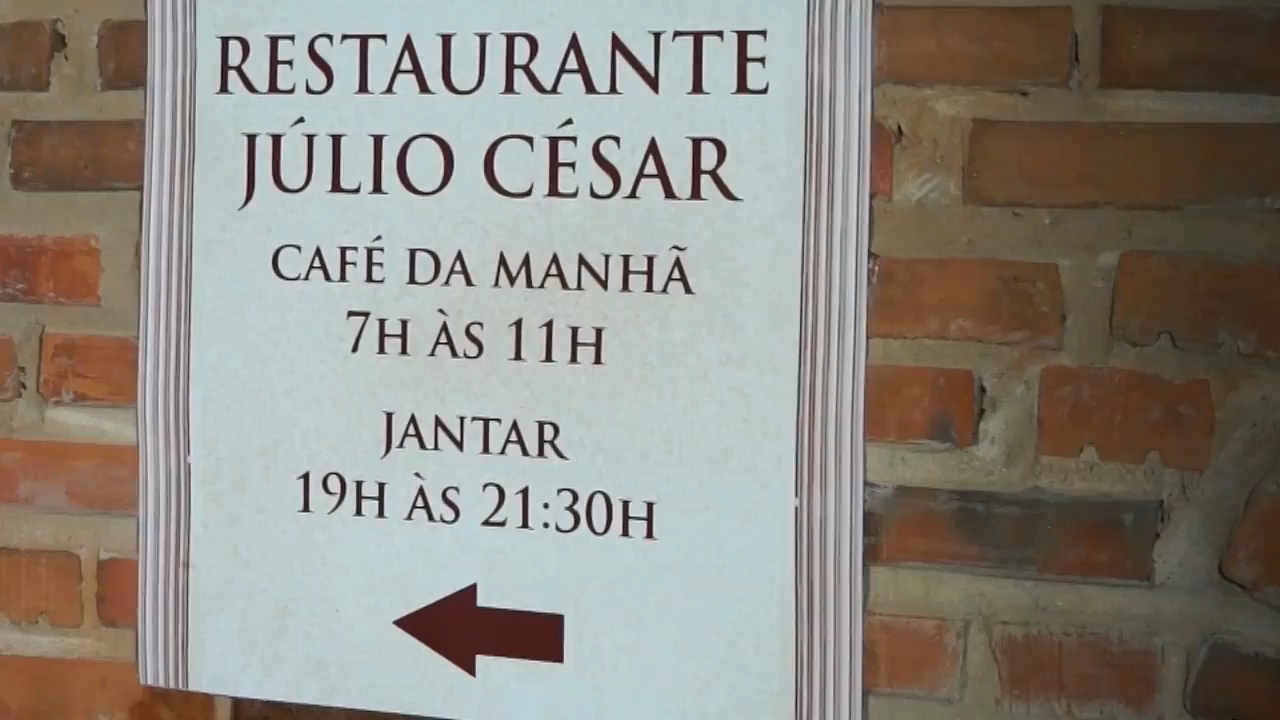 RESTAURANTE
JÚLIO CÉSAR
CAFÉ DA MANHÃ
7H ÀS 11H
JANTAR
19H ÀS 21:30H